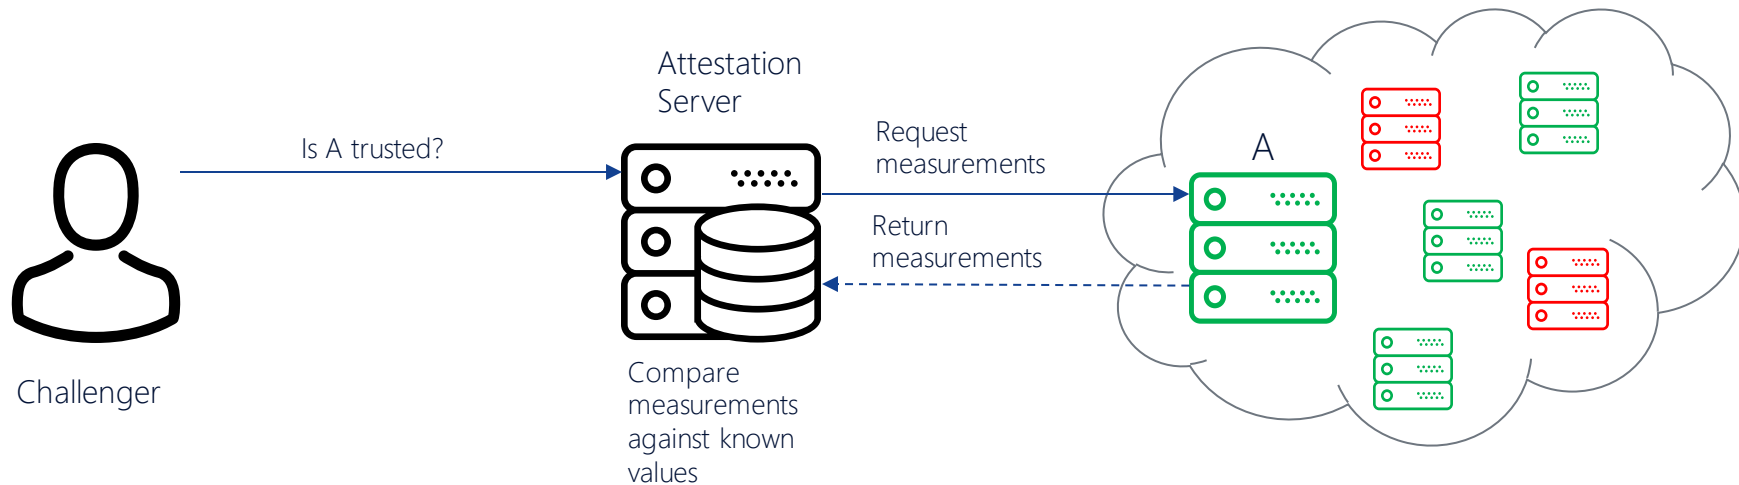 Attestation
Server
Is A trusted?
Request
measurements
A
Return
measurements
Challenger
Compare
measurements
against known
values